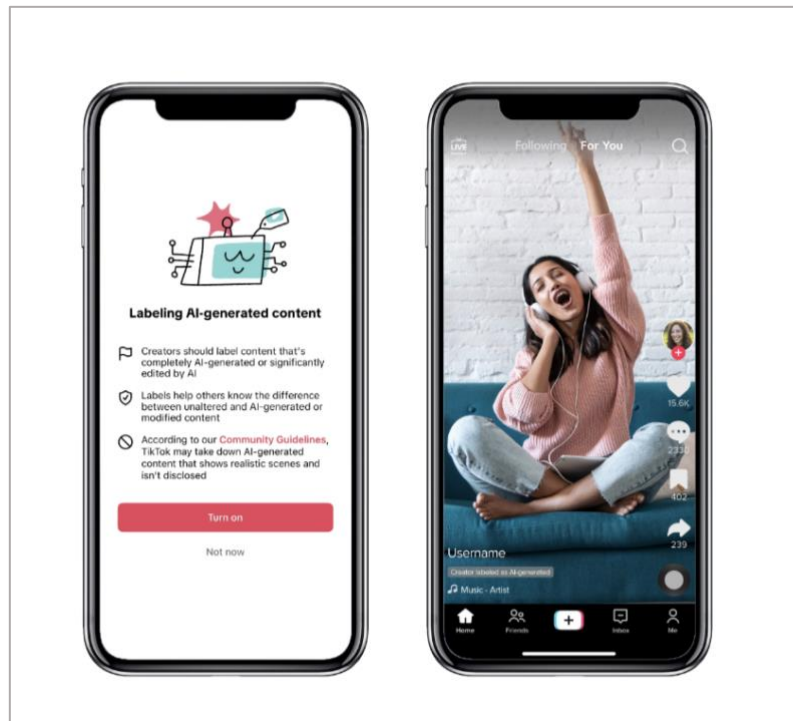 Labeling AI-generated content
Creators should label content that's
completely AI-generated or significantly
edited by AI
Labels help others know the difference
between unaltered and AI-generated or
modified content
According to our Community Guidelines,
TikTok may take down AI-generated
content that shows realistic scenes and
isn't disclosed
Turn on
Not now
LIVE
Following For You
15.6K
2330
402
239
Username
Creator labeled as AI-generated
Music - Artist
Home Friends Inbox Me